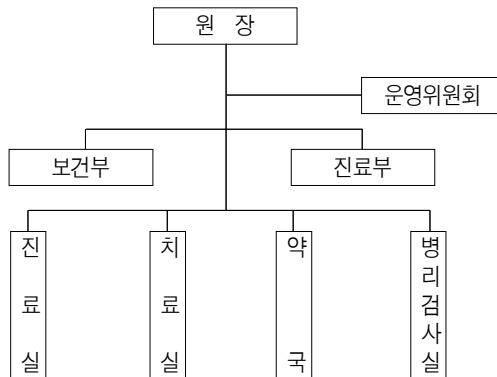 원 장
운영위원회
보건부
진료부
진료실
치료실
약국
병리검사실